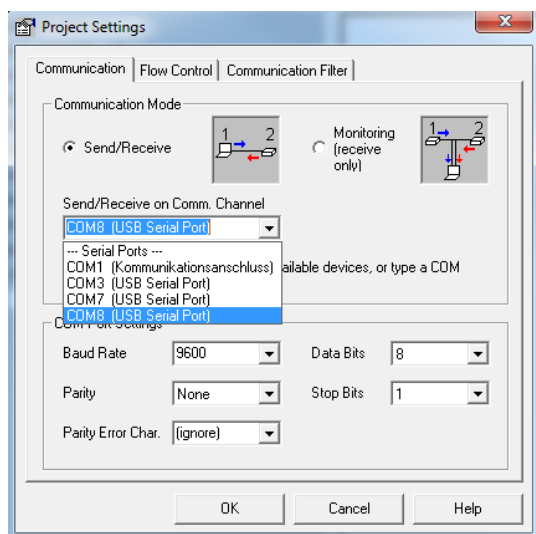 Project Settings
Communication Flow Control Communication Filter
Communication Mode
Send/Receive
1 2
Monitoring
(receive
only)
1 2
Send/Receive on Comm. Channel
COM8 (USB Serial Port)
--- Serial Ports ---
COM1 (Kommunikationsanschluss)
COM3 (USB Serial Port)
COM7 (USB Serial Port)
COM8 (USB Serial Port)
ailable devices, or type a COM
COM Port Settings
Baud Rate 9600 Data Bits 8
Parity None Stop Bits 1
Parity Error Char. (ignore)
OK Cancel Help